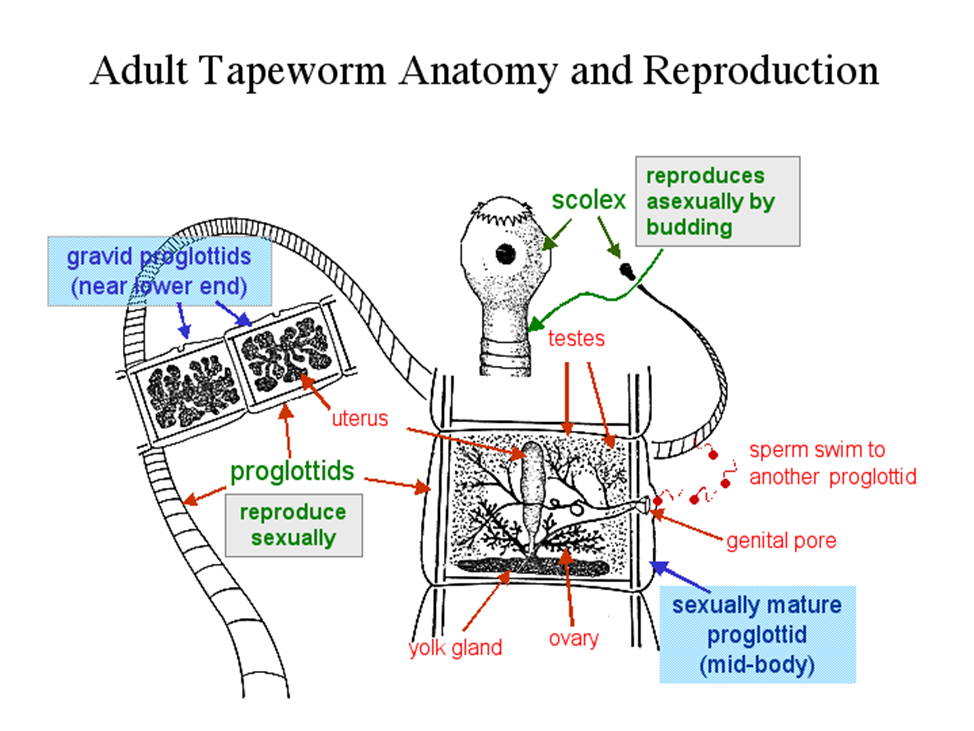 Adult Tapeworm Anatomy and Reproduction
reproduces
asexually by
budding
scolex
gravid proglottids
(near lower end)
testes
uterus
sperm swim to
another proglottid
proglottids
reproduce
sexually
genital pore
sexually mature
proglottid
(mid-body)
yolk gland
ovary